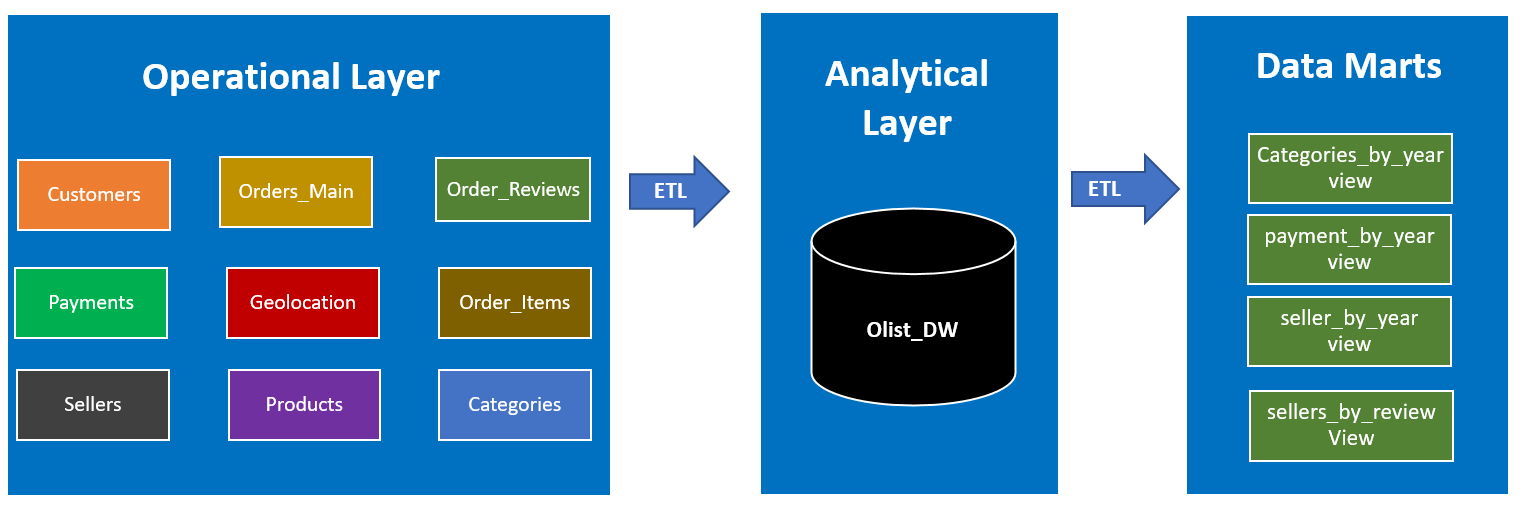 Operational Layer
Customers
Orders_Main
Order_Reviews
Payments
Geolocation
Order_Items
Sellers
Products
Categories
ETL
Analytical
Layer
Olist_DW
ETL
Data Marts
Categories_by_year
view
payment_by_year
view
seller_by_year
view
sellers_by_review
View